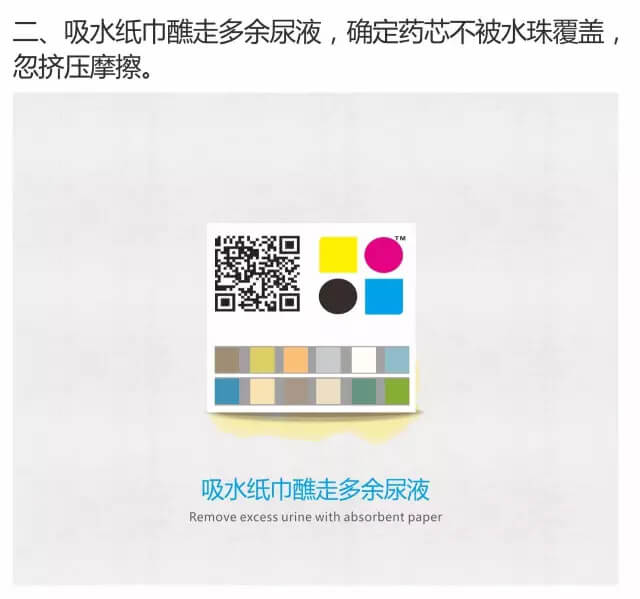 二、吸水纸巾醮走多余尿液，确定药芯不被水珠覆盖，
忽挤压摩擦。
TM
吸水纸巾醮走多余尿液
Remove excess urine with absorbent paper